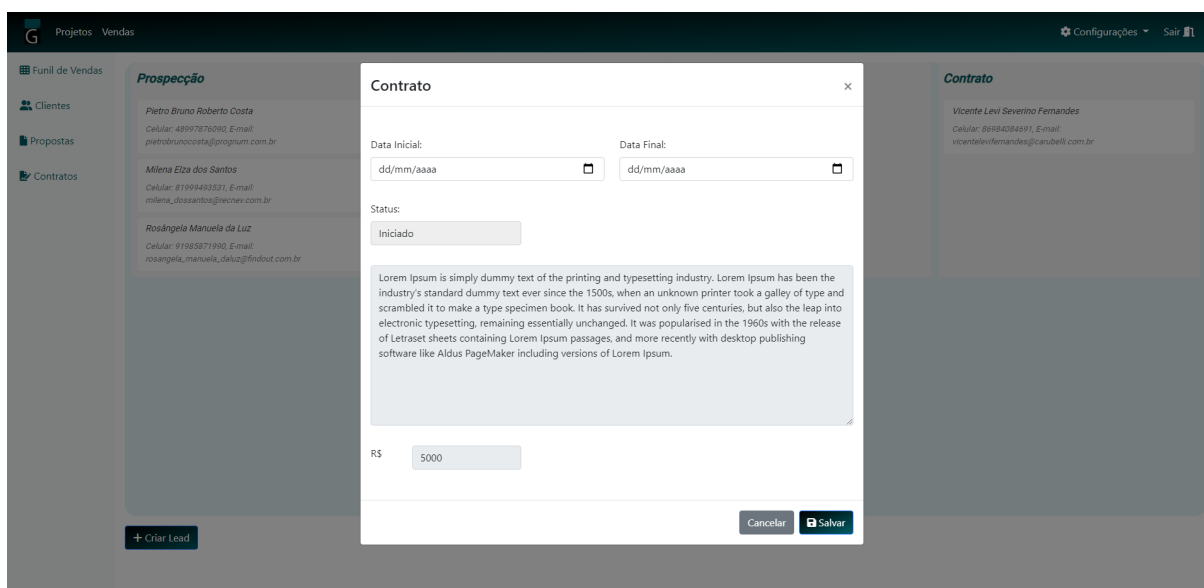 G Projetos Vendas Configurações Sair
Funil de Vendas
Clientes
Propostas
Contratos
Prospecção
Pietro Bruno Roberto Costa
Celular: 48997876090, E-mail:
pietrobrunocosta@prognum.com.br
Milena Elza dos Santos
Celular: 81999493531, E-mail:
milena_dossantos@recnev.com.br
Rosângela Manuela da Luz
Celular: 91985871990, E-mail:
rosangela_manuela_daluz@findout.com.br
+ Criar Lead
Contrato ×
Data Inicial: Data Final:
dd/mm/aaaa dd/mm/aaaa
Status:
Iniciado
Lorem Ipsum is simply dummy text of the printing and typesetting industry. Lorem Ipsum has been the
industry's standard dummy text ever since the 1500s, when an unknown printer took a galley of type and
scrambled it to make a type specimen book. It has survived not only five centuries, but also the leap into
electronic typesetting, remaining essentially unchanged. It was popularised in the 1960s with the release
of Letraset sheets containing Lorem Ipsum passages, and more recently with desktop publishing
software like Aldus PageMaker including versions of Lorem Ipsum.
R$ 5000
Cancelar Salvar
Contrato
Vicente Levi Severino Fernandes
Celular: 86984084691, E-mail:
vicentelevifernandes@carubelli.com.br